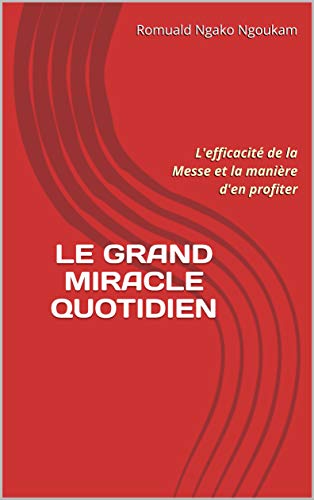 Romuald Ngako Ngoukam
L'efficacité de la
Messe et la manière
d'en profiter
LE GRAND
MIRACLE
QUOTIDIEN